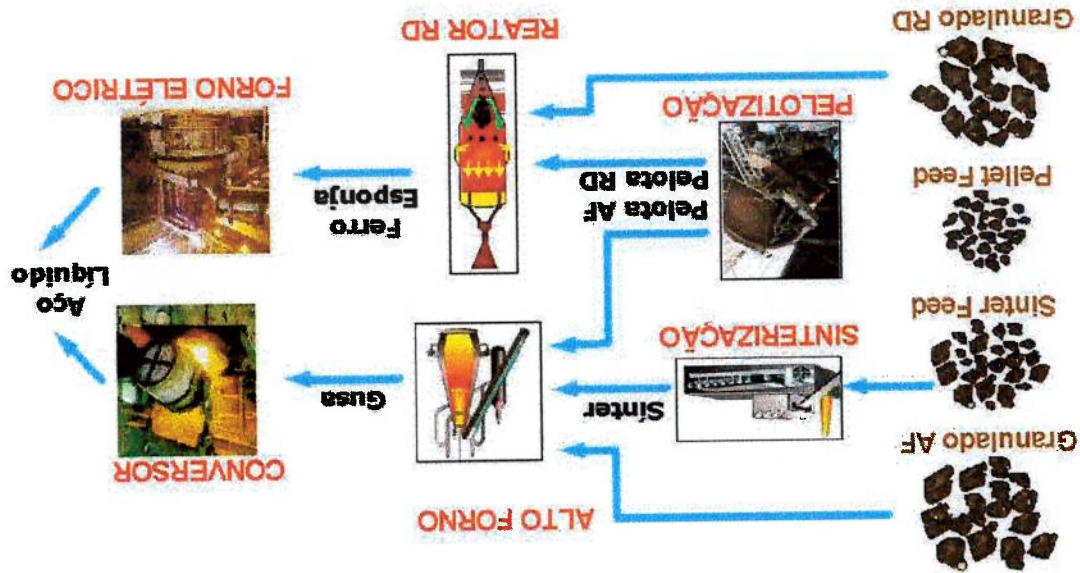 ALTO FORNO
CONVERSOR
Granulado AF
Sínter
Gusa
SINTERIZAÇÃO
Sinter Feed
Aço
Líquido
Pelota AF
Pelota RD
Ferro
Esponja
Pellet Feed
PELOTIZAÇÃO
FORNO ELÉTRICO
REATOR RD
Granulado RD